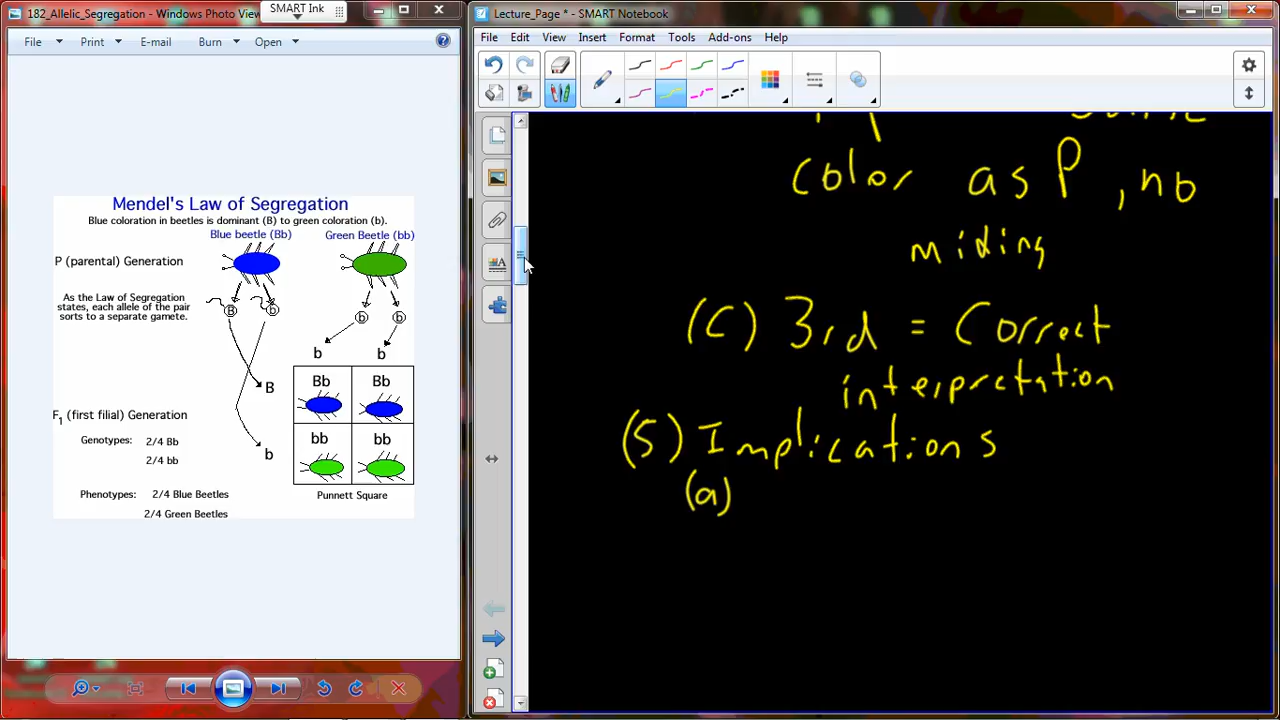 182_Allelic_Segregation - Windows Photo View
SMART Ink
File Print E-mail Burn Open
Mendel's Law of Segregation
Blue coloration in beetles is dominant (B) to green coloration (b).
Blue beetle (Bb) Green Beetle (bb)
P (parental) Generation
As the Law of Segregation
states, each allele of the pair
sorts to a separate gamete.
B b b b
b b
B
Bb Bb
F1 (first filial) Generation
Genotypes: 2/4 Bb
2/4 bb
b
bb bb
Phenotypes: 2/4 Blue Beetles
2/4 Green Beetles
Punnett Square
Lecture_Page * - SMART Notebook
File Edit View Insert Format Tools Add-ons Help
color as P, no
mixing
(C) 3rd = Correct
interpretation
(5) Implications
(a)